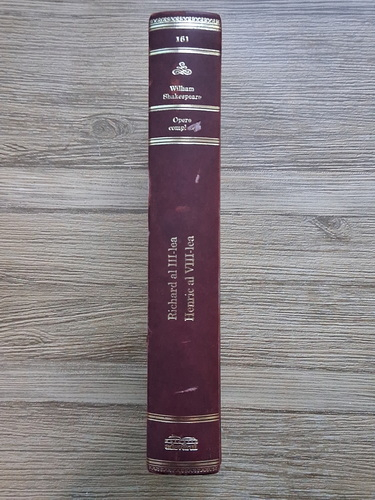 161
William
Shakespeare
Opere
Richard al III-lea
Henric al VIII-lea